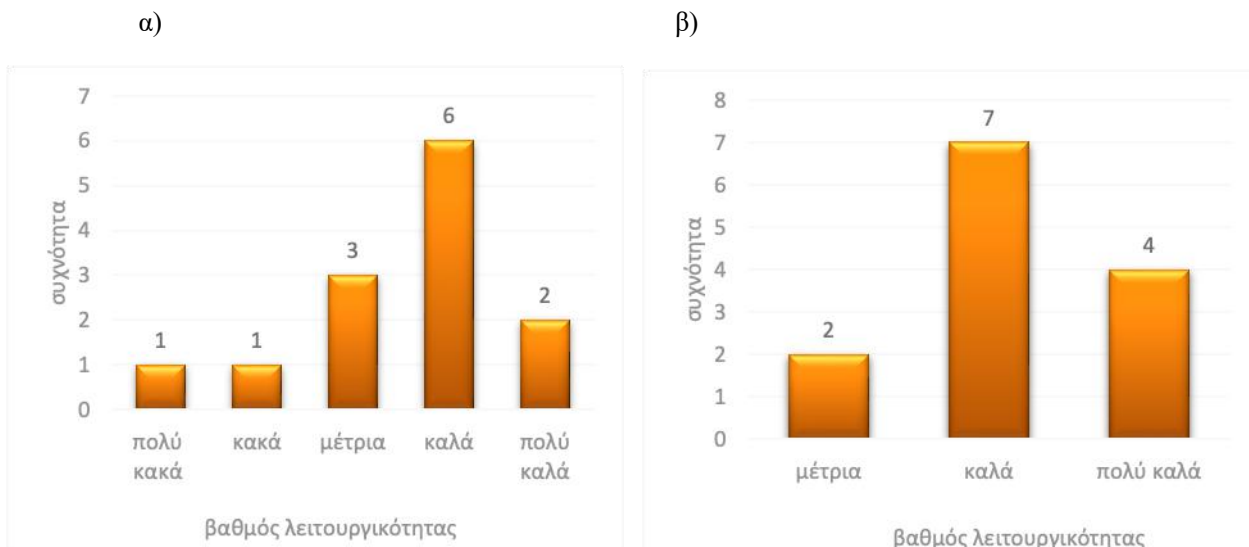 α)
β)
7
6
5
4
3
2
1
0
συχνότητα
1
1
3
6
2
πολύ κακά
κακά
μέτρια
καλά
πολύ καλά
βαθμός λειτουργικότητας
8
7
6
5
4
3
2
1
0
συχνότητα
2
7
4
μέτρια
καλά
πολύ καλά
βαθμός λειτουργικότητας